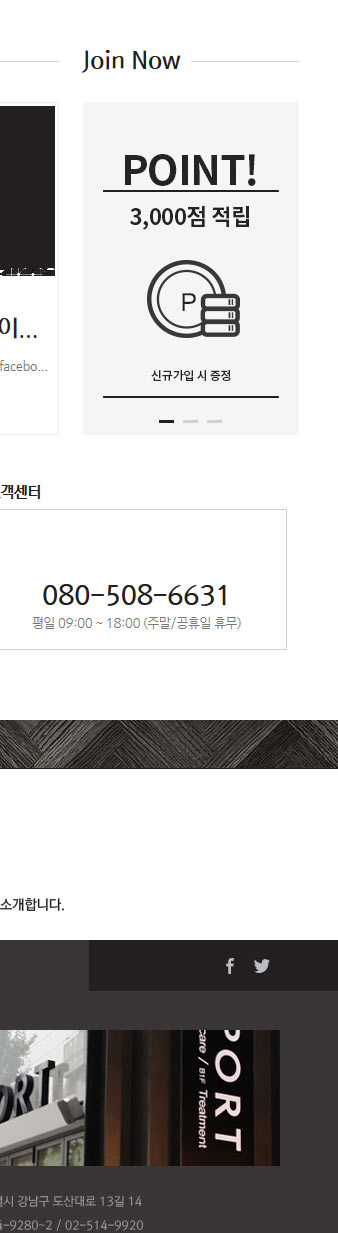 Join Now
POINT!
3,000점 적립
P
신규가입 시 증정
이...
facebo...
객센터
080-508-6631
평일 09:00 ~ 18:00 (주말/공휴일 휴무)
소개합니다.
PORT
care / B1F Treatment
ORT
시 강남구 도산대로 13길 14
-9280~2 / 02-514-9920